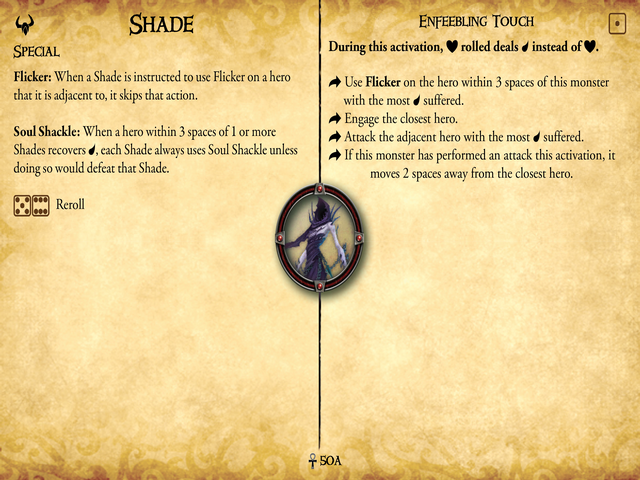 SHADE
SPECIAL
Flicker: When a Shade is instructed to use Flicker on a hero
that it is adjacent to, it skips that action.
Soul Shackle: When a hero within 3 spaces of 1 or more
Shades recovers , each Shade always uses Soul Shackle unless
doing so would defeat that Shade.
Reroll
ENFEEBLING TOUCH
During this activation, ♥ rolled deals instead of ♥.
Use Flicker on the hero within 3 spaces of this monster
with the most suffered.
Engage the closest hero.
Attack the adjacent hero with the most suffered.
If this monster has performed an attack this activation, it
moves 2 spaces away from the closest hero.
50A